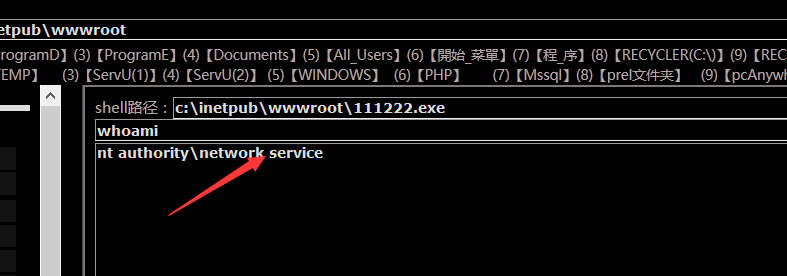 etpub\wwwroot
rogramD】(3)【ProgramE】(4)【Documents】(5)【All_Users】(6)【開始_菜單】(7)【程_序】(8)【RECYCLER(C:\)】(9)【REC
TEMP】 (3)【ServU(1)】(4)【ServU(2)】 (5)【WINDOWS】 (6)【PHP】 (7)【Mssql】(8)【prel文件夹】 (9)【pcAnywh
shell路径：c:\inetpub\wwwroot\111222.exe
whoami
nt authority\network service